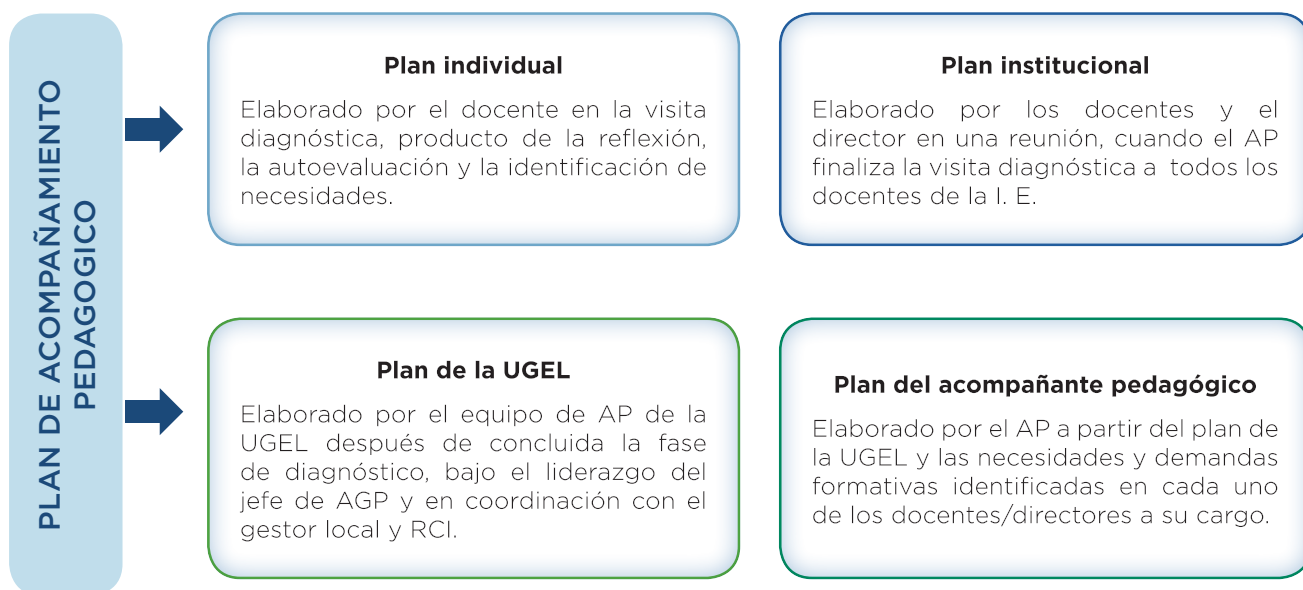 PLAN DE ACOMPAÑAMIENTO
PEDAGOGICO
Plan individual
Elaborado por el docente en la visita
diagnóstica, producto de la reflexión,
la autoevaluación y la identificación de
necesidades.
Plan institucional
Elaborado por los docentes y el
director en una reunión, cuando el AP
finaliza la visita diagnóstica a todos los
docentes de la I. E.
Plan de la UGEL
Elaborado por el equipo de AP de la
UGEL después de concluida la fase
de diagnóstico, bajo el liderazgo del
jefe de AGP y en coordinación con el
gestor local y RCI.
Plan del acompañante pedagógico
Elaborado por el AP a partir del plan de
la UGEL y las necesidades y demandas
formativas identificadas en cada uno
de los docentes/directores a su cargo.